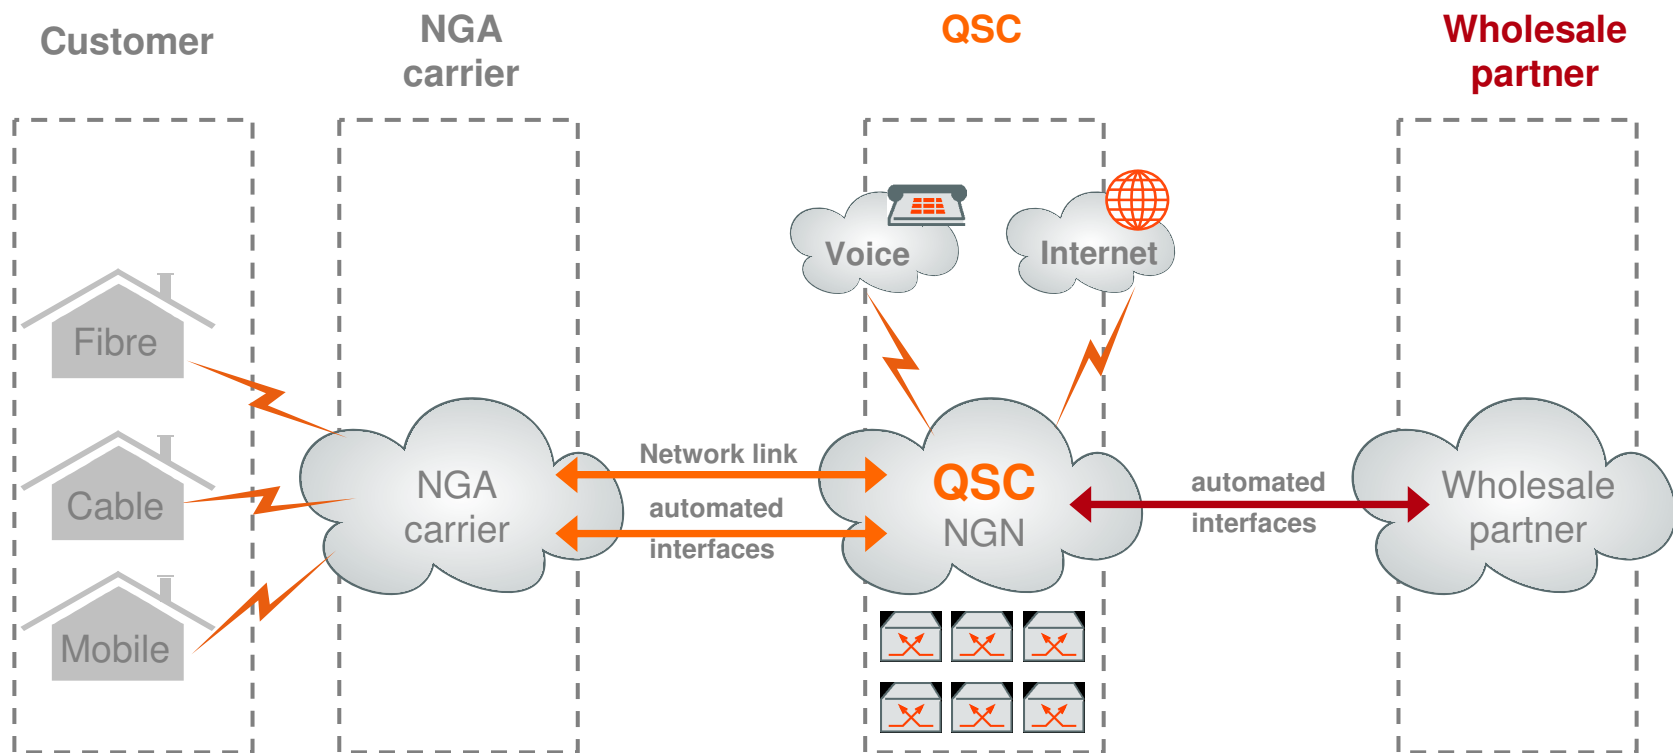 Customer
NGA
carrier
QSC
Wholesale
partner
Voice
Internet
Fibre
Cable
Mobile
NGA
carrier
Network link
automated
interfaces
QSC
NGN
automated
interfaces
Wholesale
partner